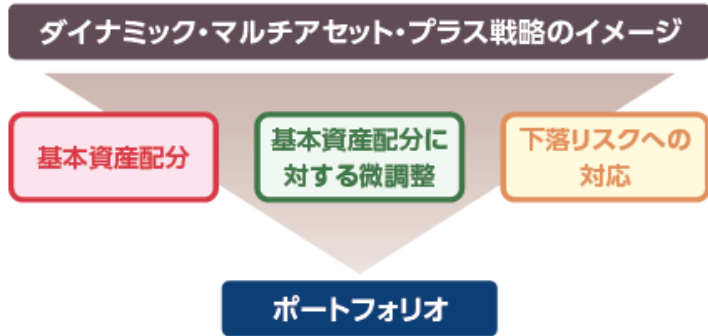 ダイナミック・マルチアセット・プラス戦略のイメージ
基本資産配分
基本資産配分に
対する微調整
下落リスクへの
対応
ポートフォリオ